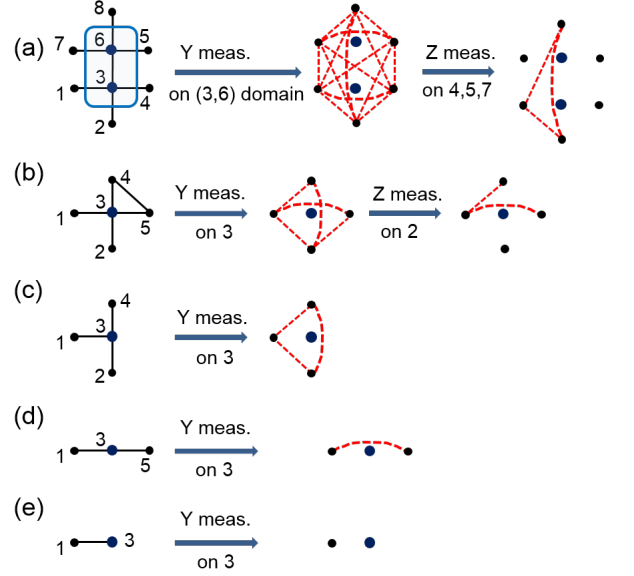 (a)
8
7 6 5
1 3 4
2
Y meas.
on (3,6) domain
Z meas.
on 4,5,7
(b)
4
1 3 5
2
Y meas.
on 3
Z meas.
on 2
(c)
4
1 3
2
Y meas.
on 3
(d)
1 3 5
Y meas.
on 3
(e)
1 3
Y meas.
on 3